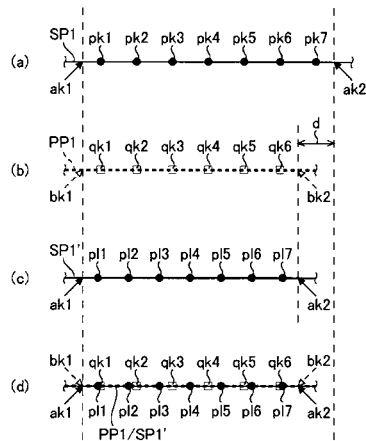 SP1 pk1 pk2 pk3 pk4 pk5 pk6 pk7
(a)
ak1 ak2
d
PP1 qk1 qk2 qk3 qk4 qk5 qk6
(b)
bk1 bk2
SP1' pl1 pl2 pl3 pl4 pl5 pl6 pl7
(c)
ak1 ak2
bk1 qk1 qk2 qk3 qk4 qk5 qk6 bk2
(d)
ak1 pl1 pl2 pl3 pl4 pl5 pl6 pl7 ak2
PP1/SP1'